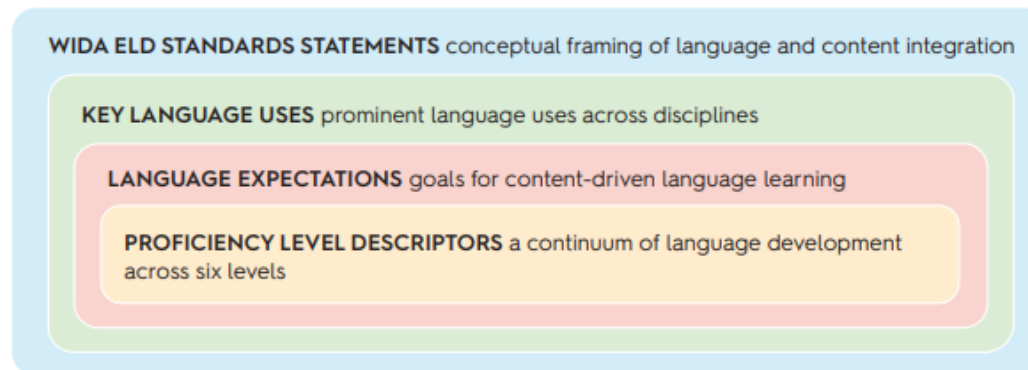 WIDA ELD STANDARDS STATEMENTS conceptual framing of language and content integration
KEY LANGUAGE USES prominent language uses across disciplines
LANGUAGE EXPECTATIONS goals for content-driven language learning
PROFICIENCY LEVEL DESCRIPTORS a continuum of language development
across six levels